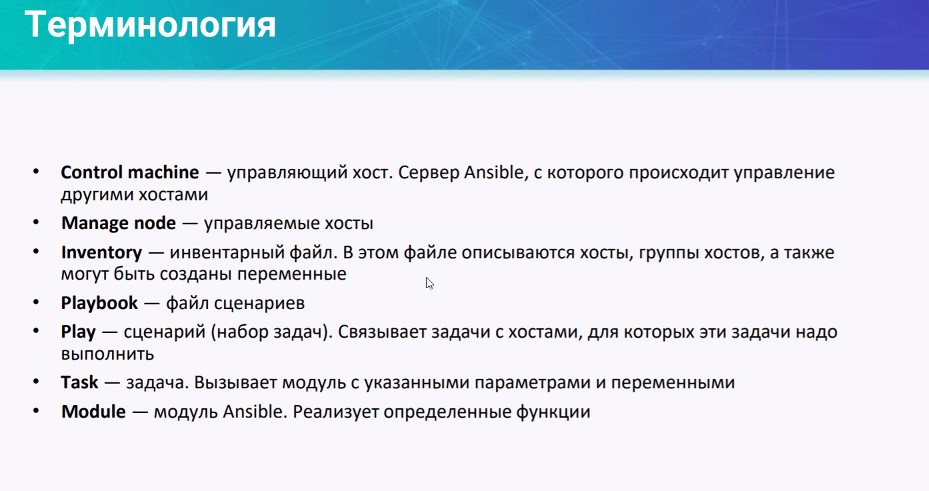 Терминология
• Control machine — управляющий хост. Сервер Ansible, с которого происходит управление
другими хостами
• Manage node — управляемые хосты
• Inventory — инвентарный файл. В этом файле описываются хосты, группы хостов, а также
могут быть созданы переменные
• Playbook — файл сценариев
• Play — сценарий (набор задач). Связывает задачи с хостами, для которых эти задачи надо
выполнить
• Task — задача. Вызывает модуль с указанными параметрами и переменными
• Module — модуль Ansible. Реализует определенные функции